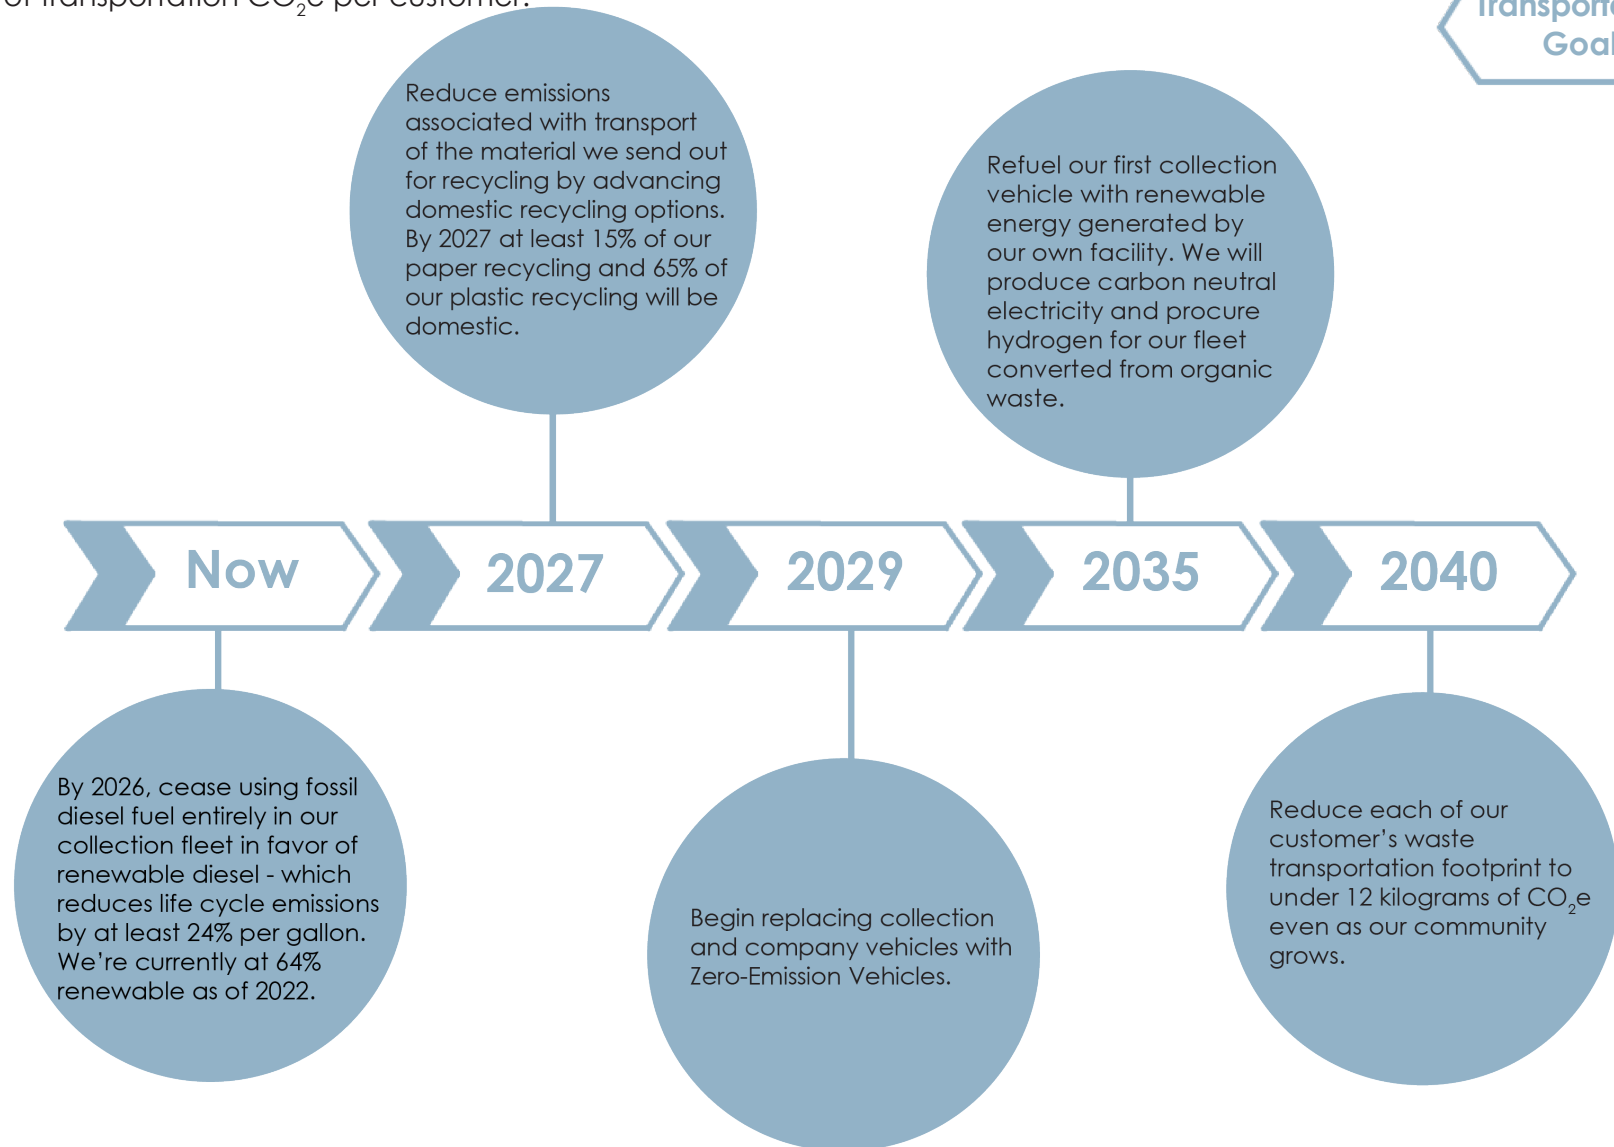 of transportation CO₂e per customer.
Goal
Reduce emissions
associated with transport
of the material we send out
for recycling by advancing
domestic recycling options.
By 2027 at least 15% of our
paper recycling and 65% of
our plastic recycling will be
domestic.
Refuel our first collection
vehicle with renewable
energy generated by
our own facility. We will
produce carbon neutral
electricity and procure
hydrogen for our fleet
converted from organic
waste.
Now
2027
2029
2035
2040
By 2026, cease using fossil
diesel fuel entirely in our
collection fleet in favor of
renewable diesel - which
reduces life cycle emissions
by at least 24% per gallon.
We're currently at 64%
renewable as of 2022.
Begin replacing collection
and company vehicles with
Zero-Emission Vehicles.
Reduce each of our
customer's waste
transportation footprint to
under 12 kilograms of CO₂e
even as our community
grows.